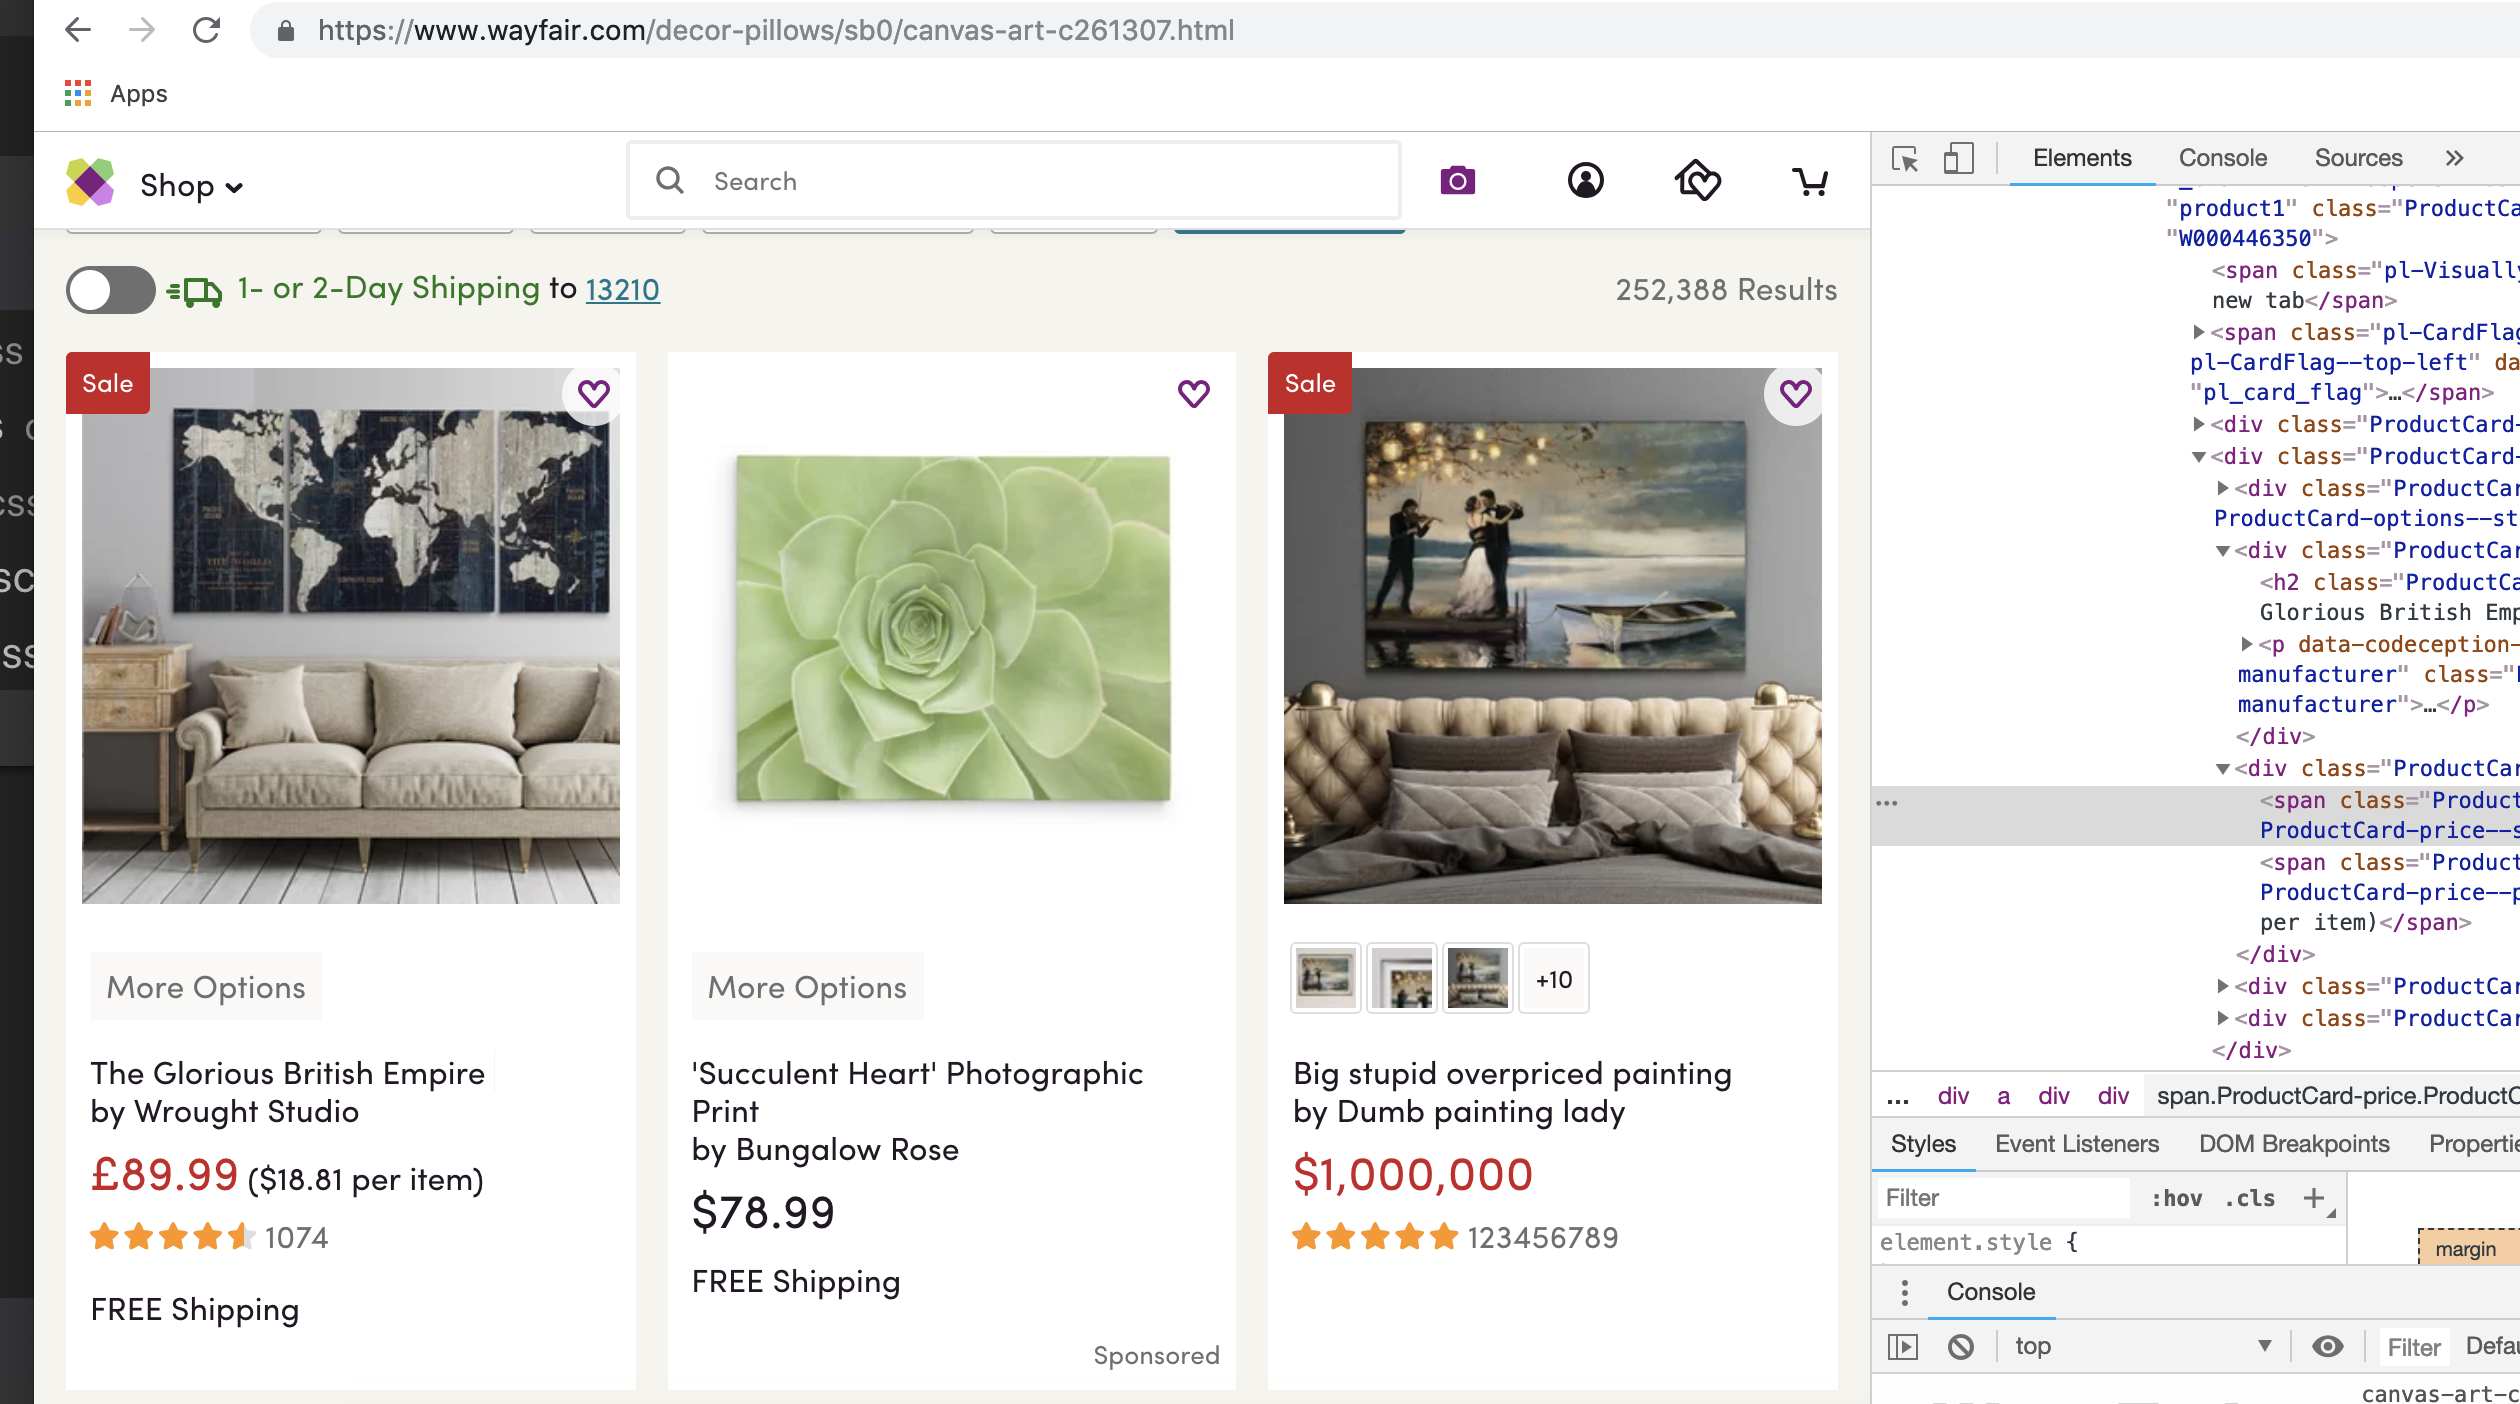 https://www.wayfair.com/decor-pillows/sb0/canvas-art-c261307.html
Apps
Shop
Search
1- or 2-Day Shipping to 13210
252,388 Results
Sale
Sale
THE WORLD
More Options
The Glorious British Empire
by Wrought Studio
£89.99 ($18.81 per item)
1074
FREE Shipping
More Options
'Succulent Heart' Photographic
Print
by Bungalow Rose
$78.99
FREE Shipping
Sponsored
+10
Big stupid overpriced painting
by Dumb painting lady
$1,000,000
123456789
Elements Console Sources »
"product1" class="ProductCa
"W000446350">
<span class="pl-Visually
new tab</span>
<span class="pl-CardFlag
pl-CardFlag--top-left" da
"pl_card_flag">…</span>
<div class="ProductCard-
<div class="ProductCard-
<div class="ProductCar
ProductCard-options--st
<div class="ProductCar
<h2 class="ProductCa
Glorious British Emp
<p data-codeception-
manufacturer" class="
manufacturer">…</p>
</div>
<div class="ProductCar
<span class="Product
ProductCard-price--s
<span class="Product
ProductCard-price--p
per item)</span>
</div>
<div class="ProductCar
<div class="ProductCar
</div>
... div a div div span.ProductCard-price.ProductC
Styles Event Listeners DOM Breakpoints Propertie
Filter :hov .cls +
element.style {
margin
Console
top Filter Defau
canvas-art-c